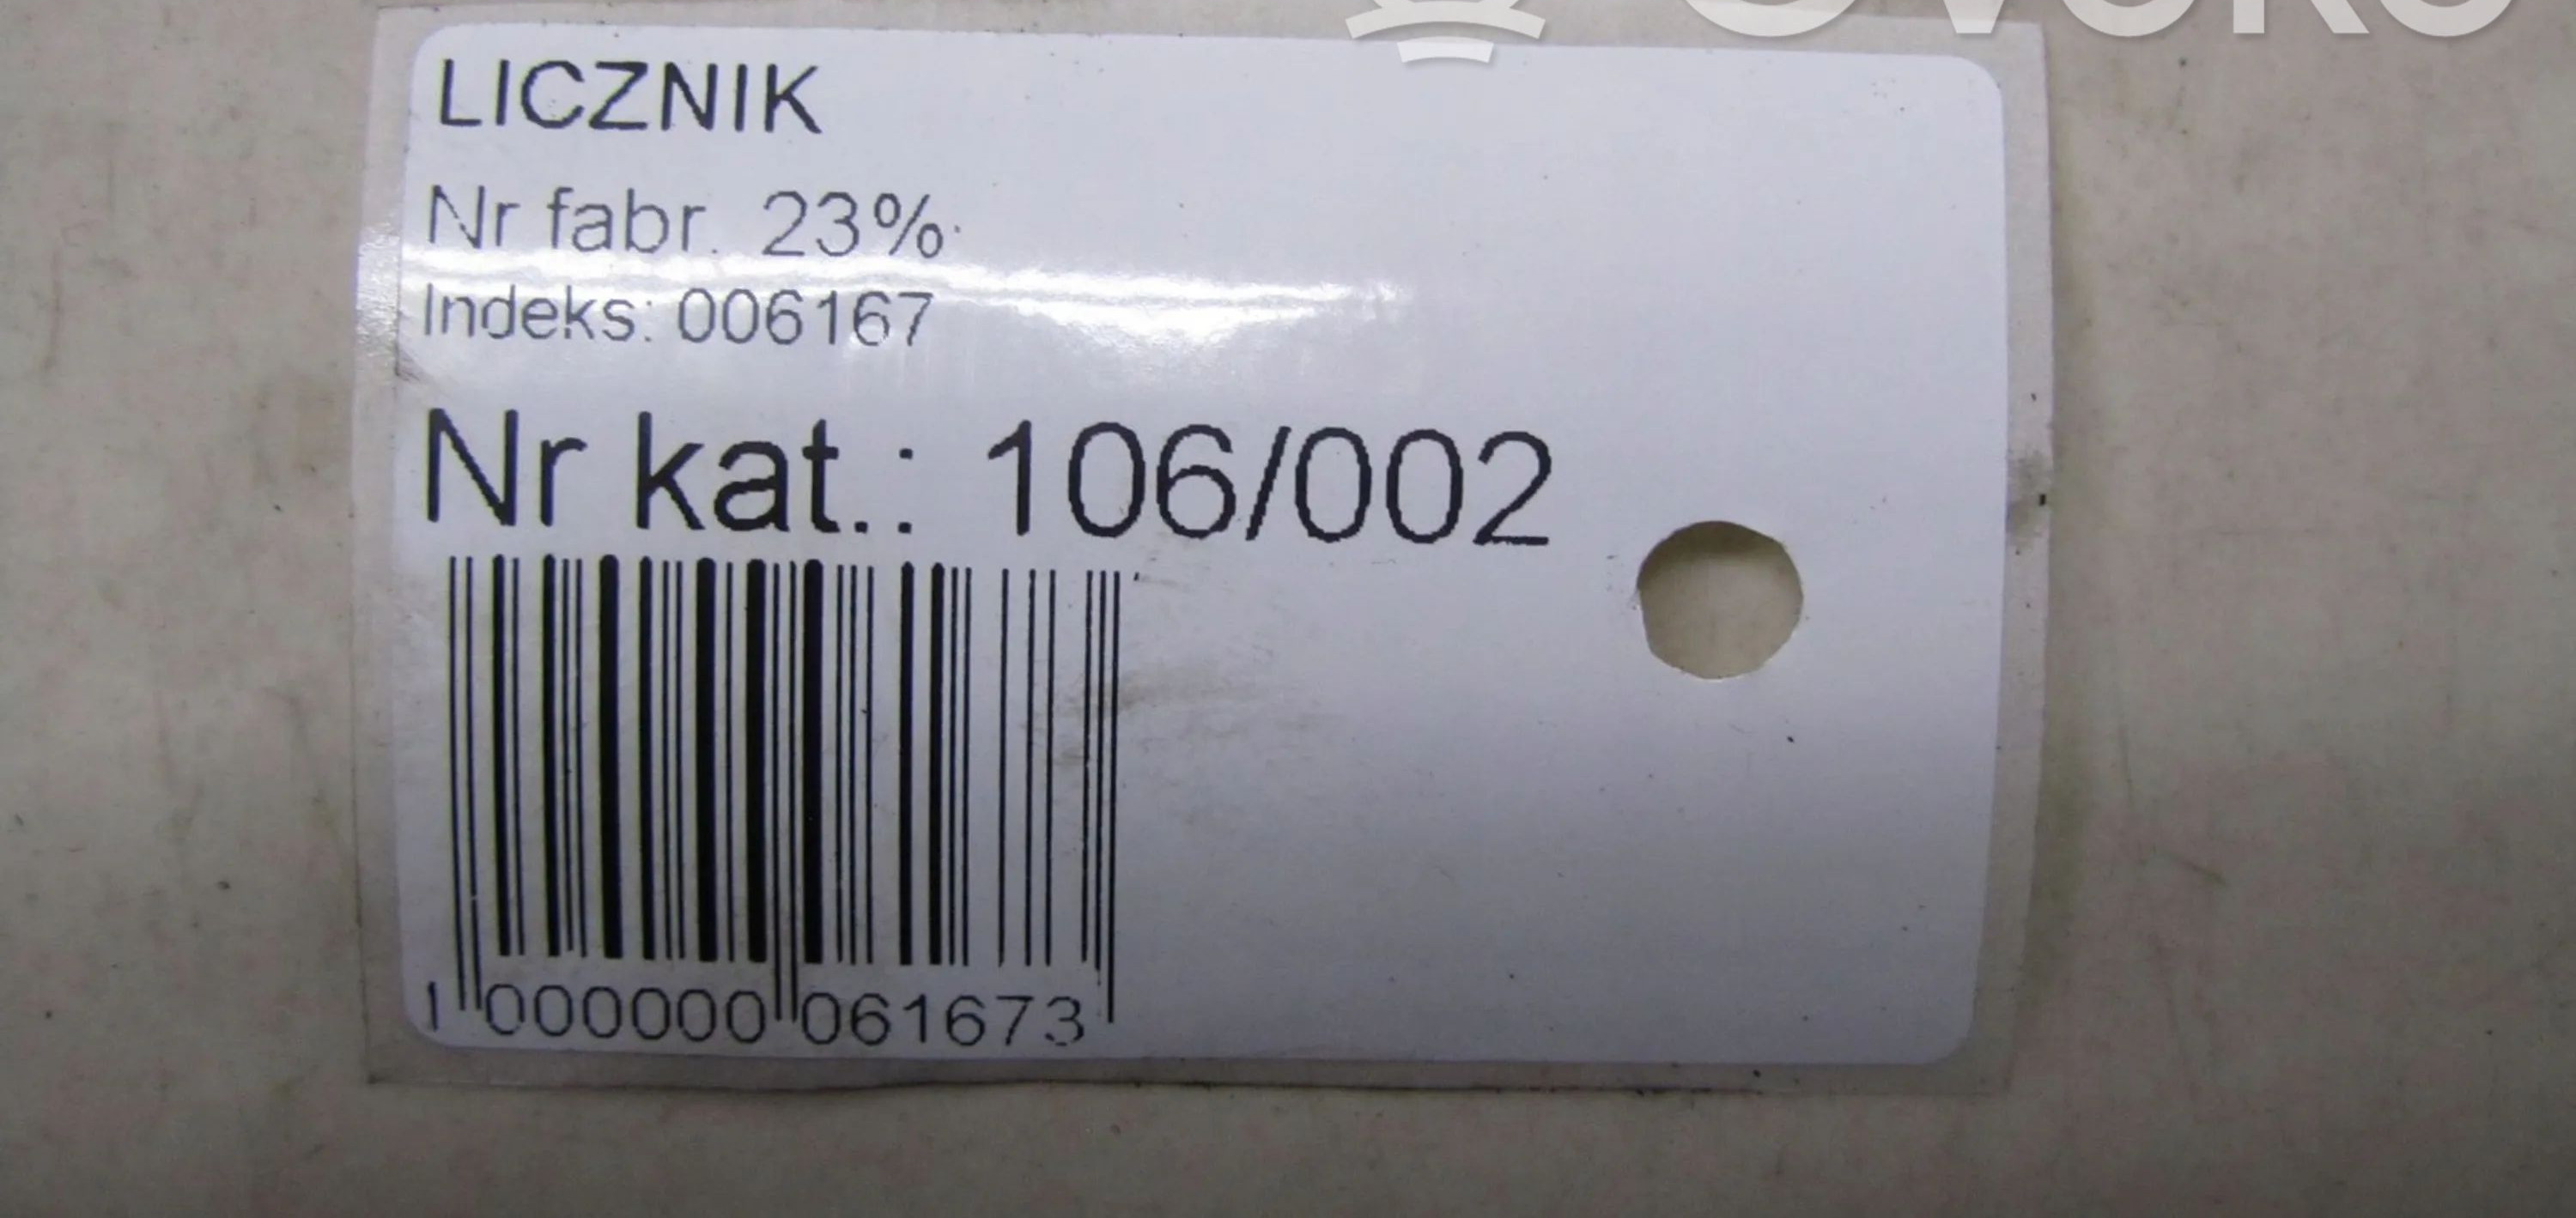 LICZNIK
Nr fabr. 23%
Indeks: 006167
Nr kat.: 106/002
1 000000 061673